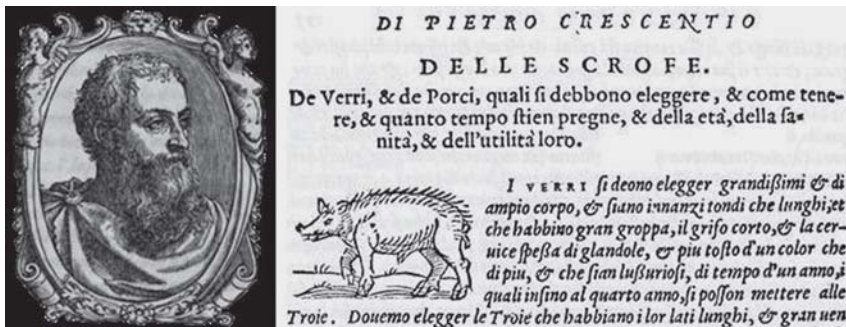 DI PIETRO CRESCENTIO
DELLE SCROFE.
De Verri, & de Porci, quali ſi debbono eleggere, & come tene-
re, & quanto tempo ſtien pregne, & della età, della ſa-
nità, & dell'utilità loro.
I VERRI ſi deono elegger grandiſſimi & di
ampio corpo, & ſiano innanzi tondi che lunghi, et
che habbino gran groppa, il grifo corto, & la cer-
uice ſpeſſa di glandole, & piu toſto d'un color che
di piu, & che ſian luſſurioſi, di tempo d'un anno, i
quali inſino al quarto anno, ſi poſſon mettere alle
Troie. Douemo elegger le Troie che habbiano i lor lati lunghi, & gran uen